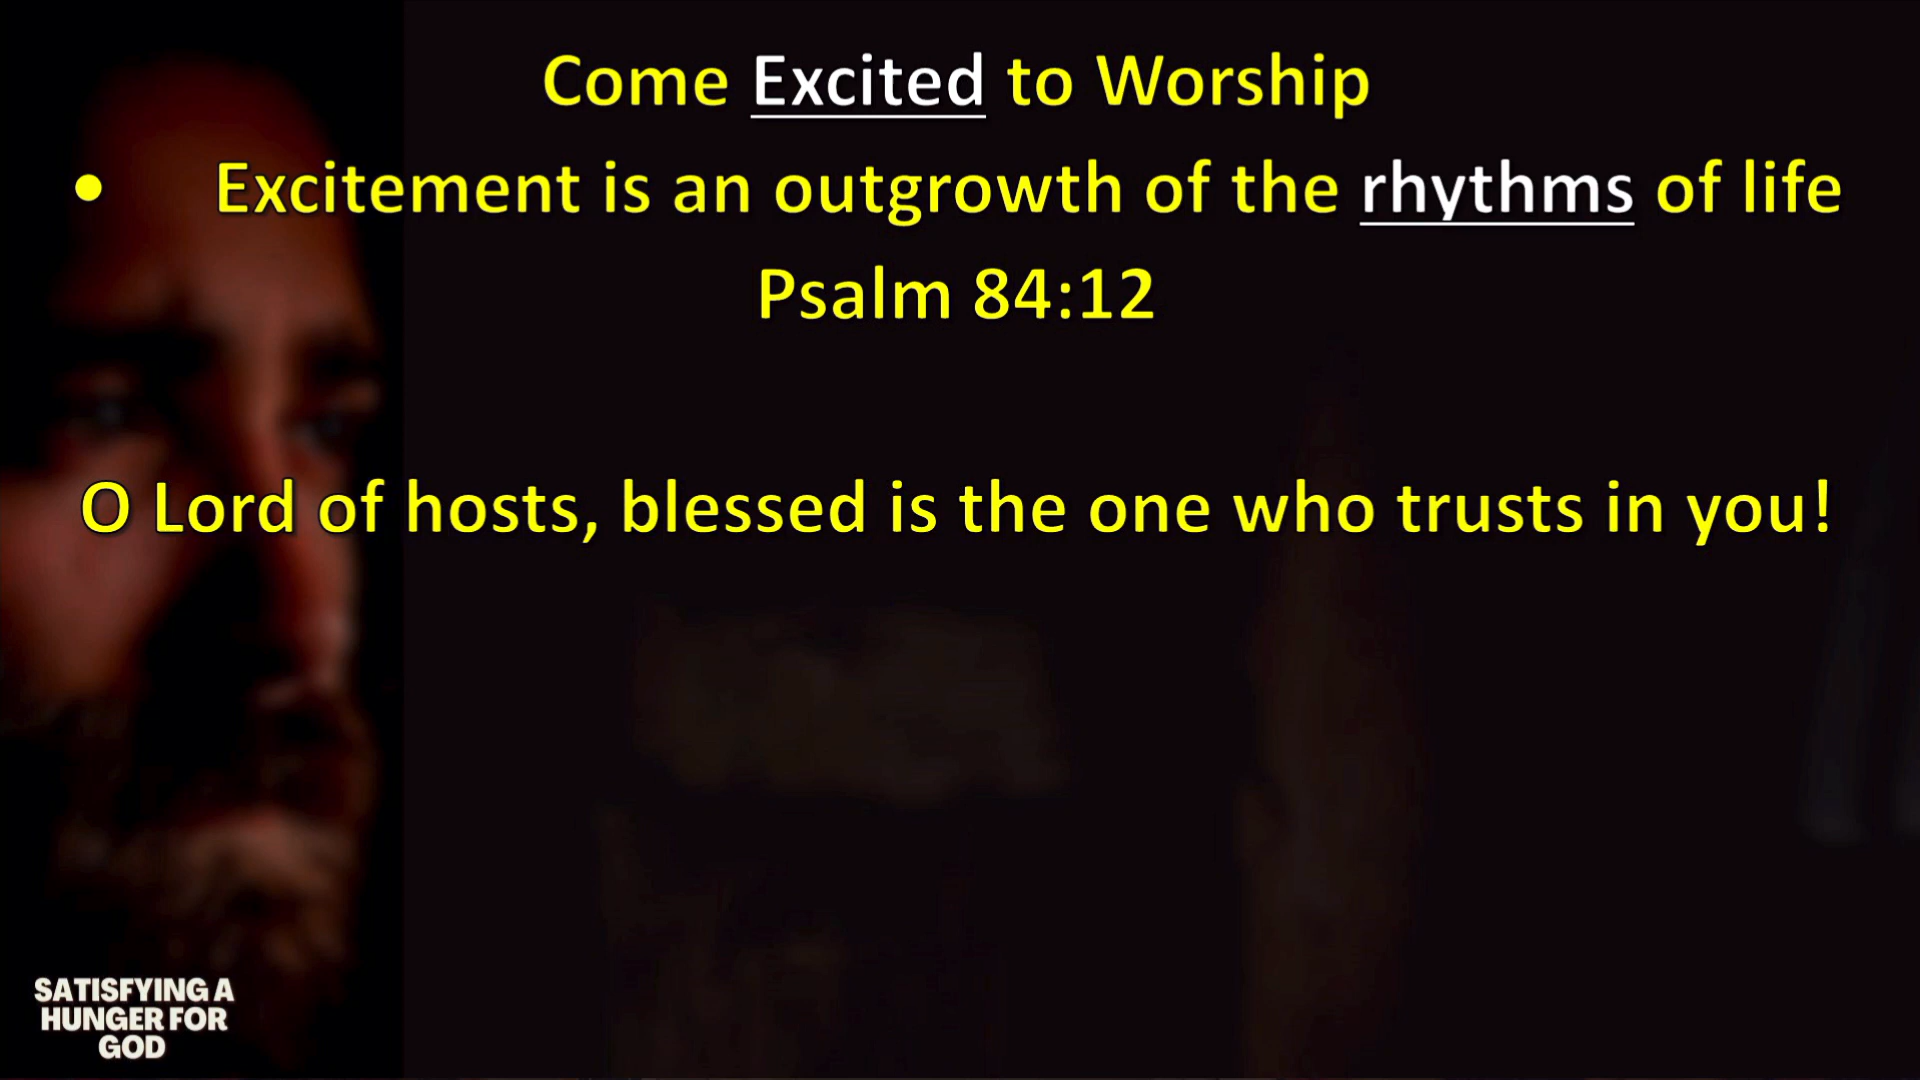 Come Excited to Worship
• Excitement is an outgrowth of the rhythms of life
Psalm 84:12
O Lord of hosts, blessed is the one who trusts in you!
SATISFYING A
HUNGER FOR
GOD